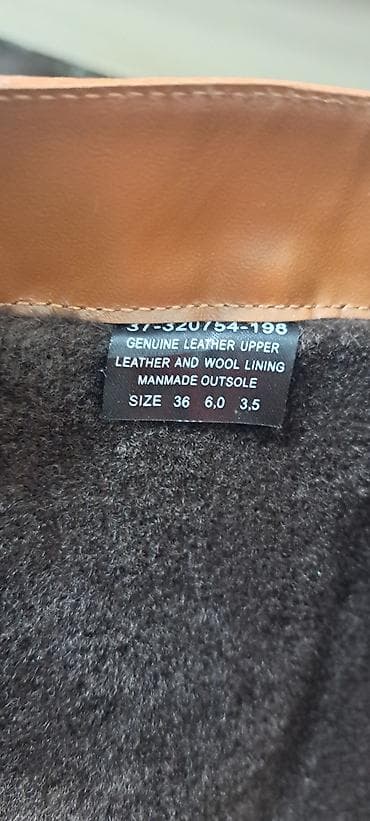 37-320754-198
GENUINE LEATHER UPPER
LEATHER AND WOOL LINING
MANMADE OUTSOLE
SIZE 36 6,0 3,5